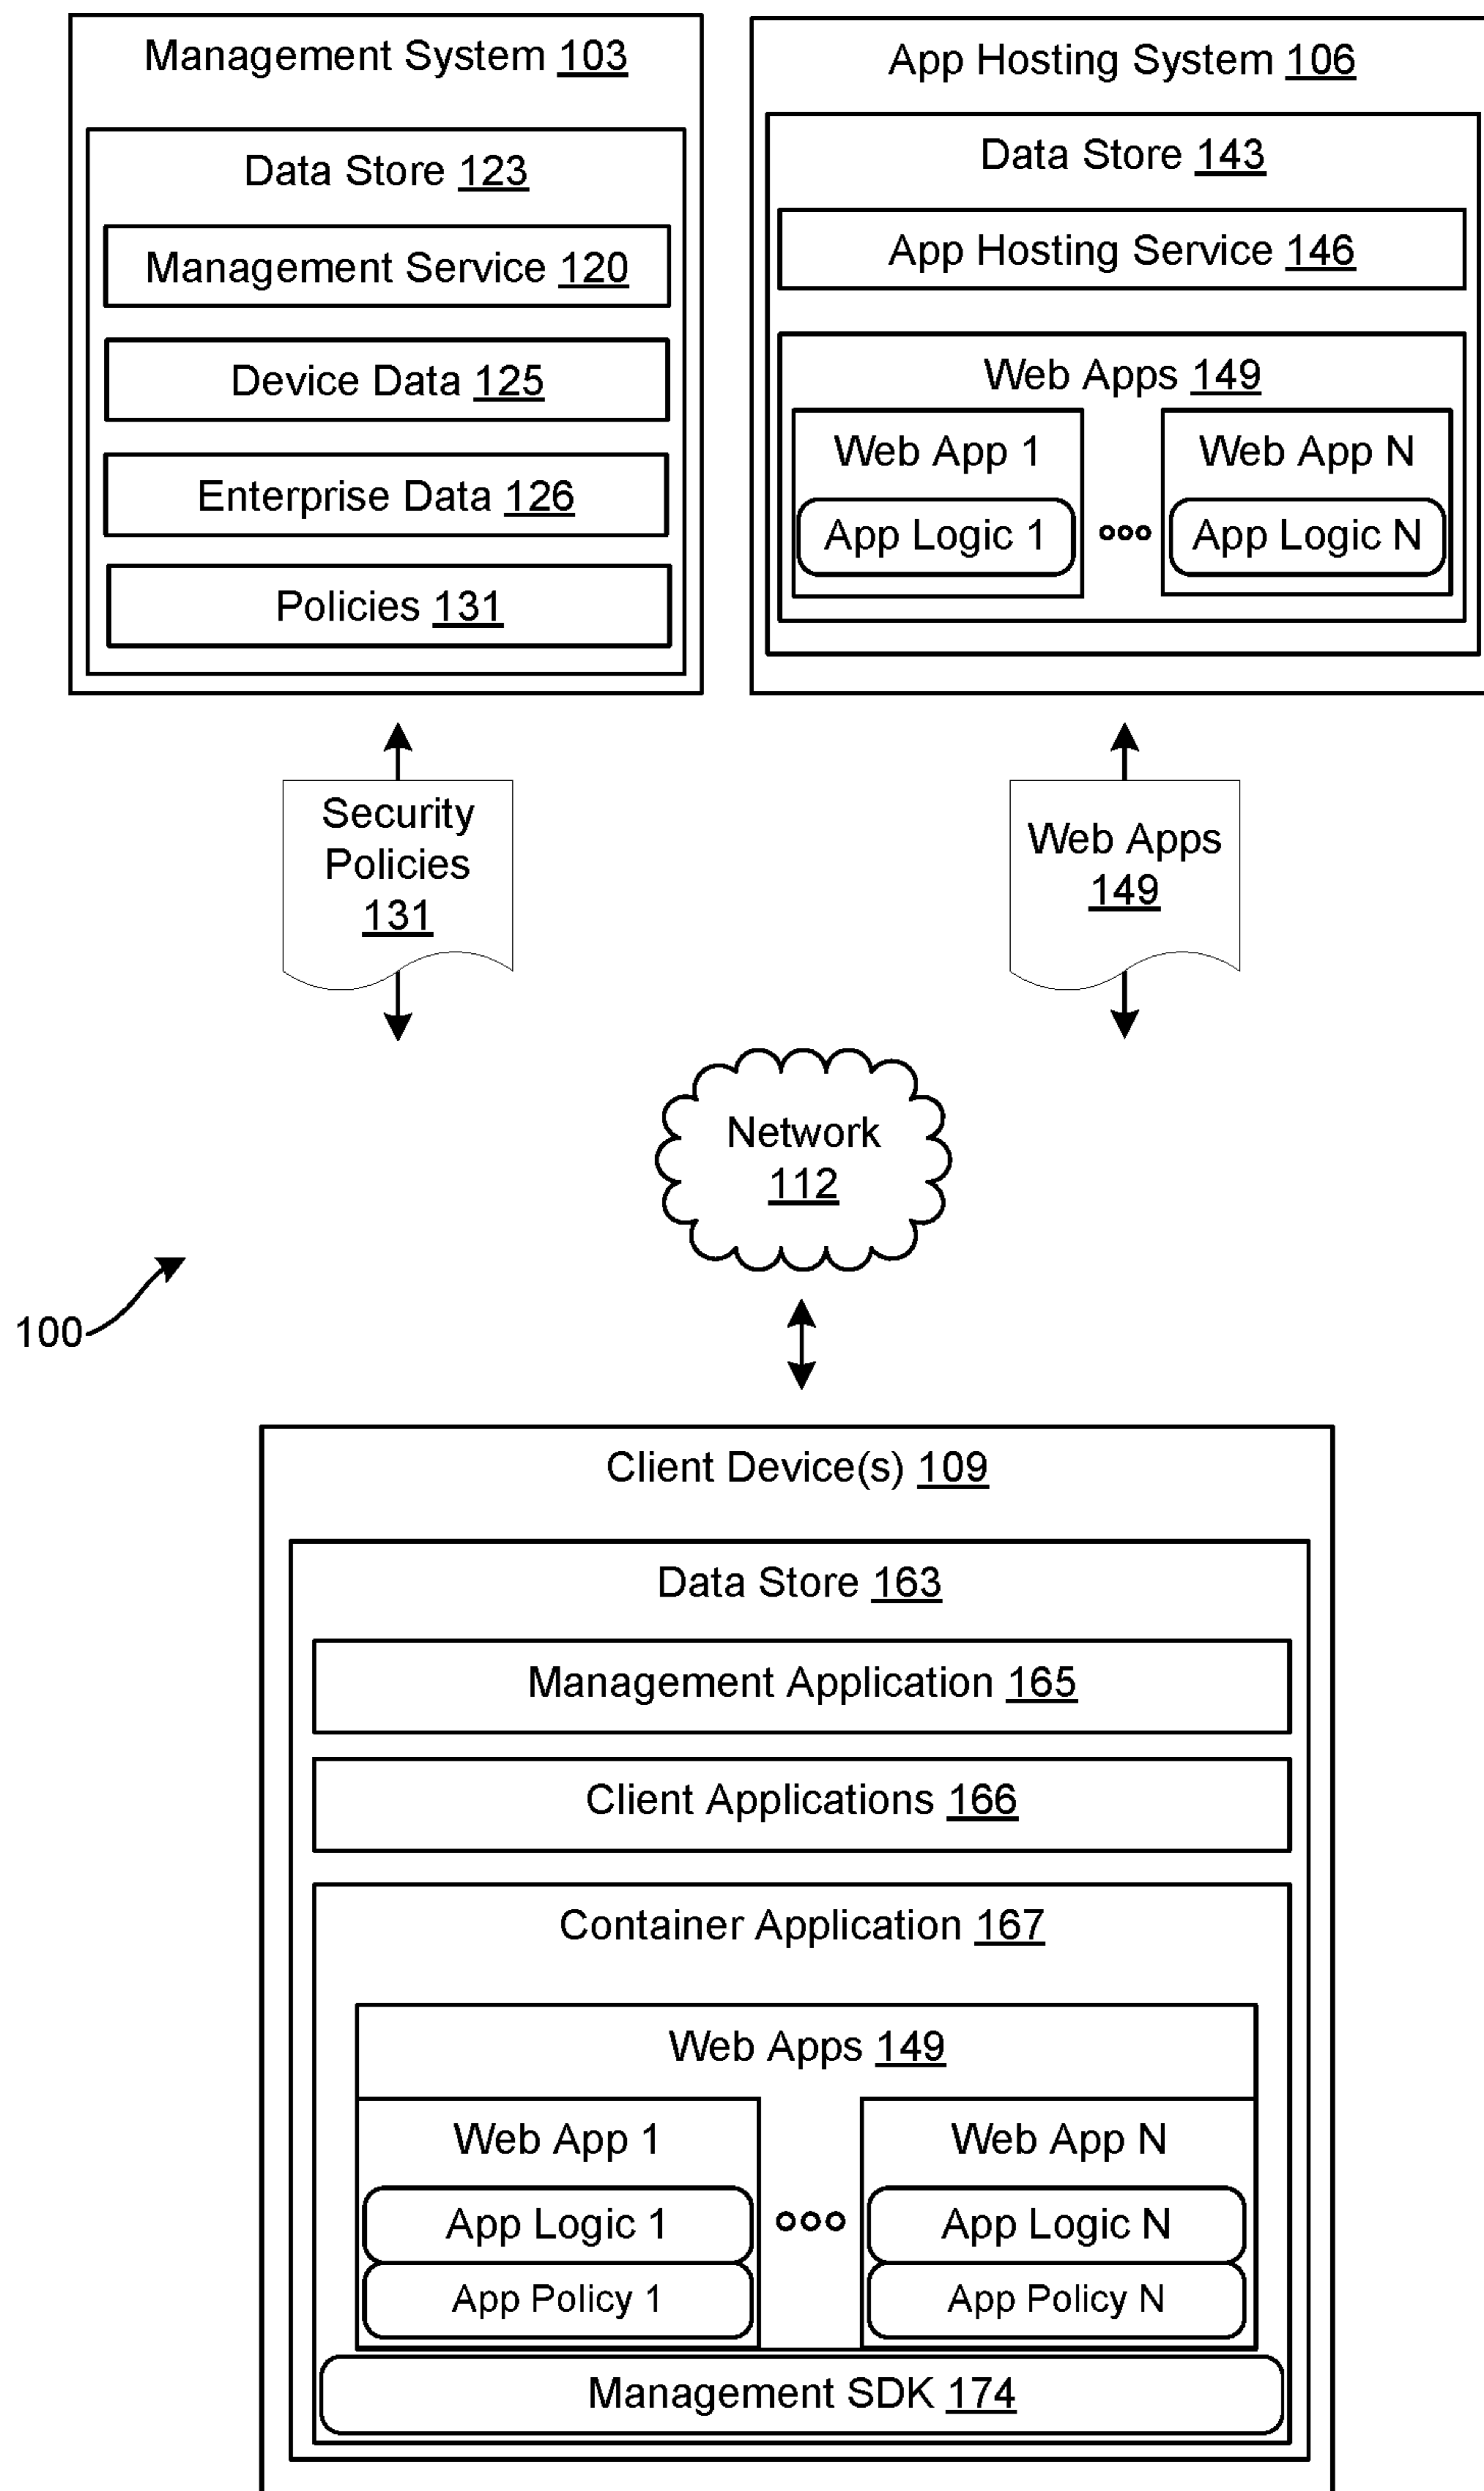 Management System 103
Data Store 123
Management Service 120
Device Data 125
Enterprise Data 126
Policies 131
App Hosting System 106
Data Store 143
App Hosting Service 146
Web Apps 149
Web App 1
App Logic 1
Web App N
App Logic N
Security
Policies
131
Web Apps
149
Network
112
100
Client Device(s) 109
Data Store 163
Management Application 165
Client Applications 166
Container Application 167
Web Apps 149
Web App 1
App Logic 1
App Policy 1
Web App N
App Logic N
App Policy N
Management SDK 174